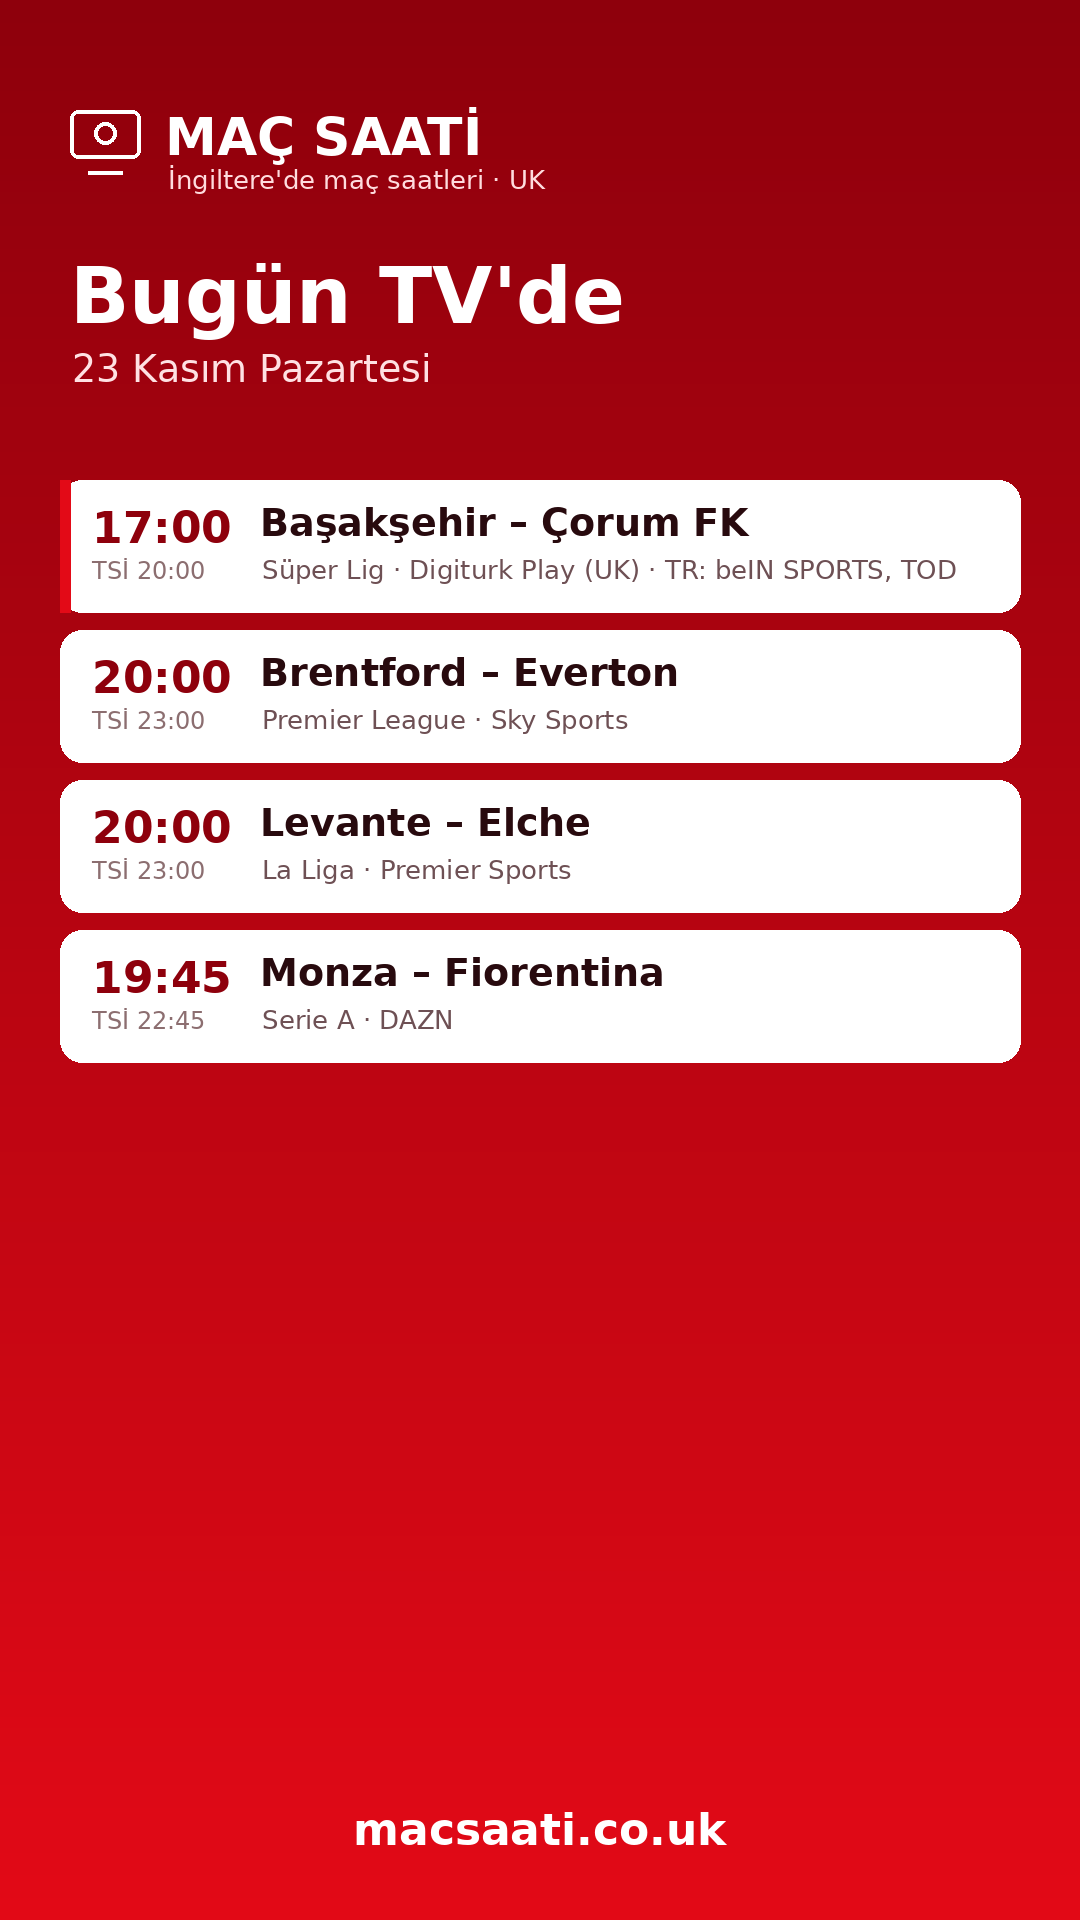 MAÇ SAATİ
İngiltere'de maç saatleri · UK
Bugün TV'de
23 Kasım Pazartesi
17:00 Başakşehir – Çorum FK
TSİ 20:00 Süper Lig · Digiturk Play (UK) · TR: beIN SPORTS, TOD
20:00 Brentford – Everton
TSİ 23:00 Premier League · Sky Sports
20:00 Levante – Elche
TSİ 23:00 La Liga · Premier Sports
19:45 Monza – Fiorentina
TSİ 22:45 Serie A · DAZN
macsaati.co.uk